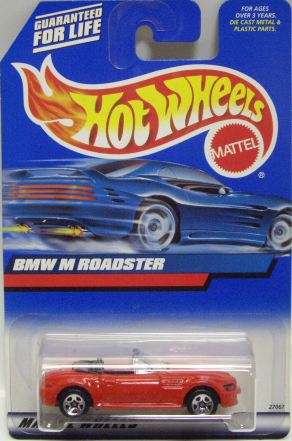 GUARANTEED
FOR LIFE
FOR AGES
OVER 3 YEARS.
DIE CAST METAL &
PLASTIC PARTS.
HOT WHEELS
MATTEL
®
BMW M ROADSTER
27067